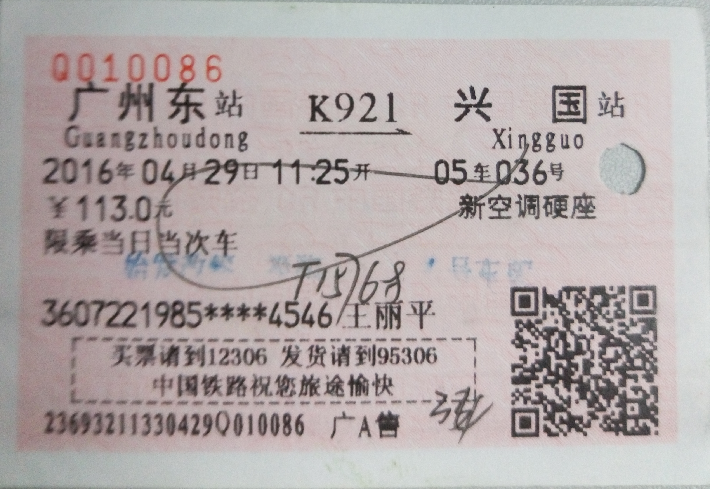 Q010086
广州东站 K921 兴国站
Guangzhoudong Xingguo
2016年04月29日 11:25开 05车036号
￥113.0元 新空调硬座
限乘当日当次车
T15/68
3607221985****4546 王丽平
买票请到12306 发货请到95306
中国铁路祝您旅途愉快
23693211330429Q010086 广A售